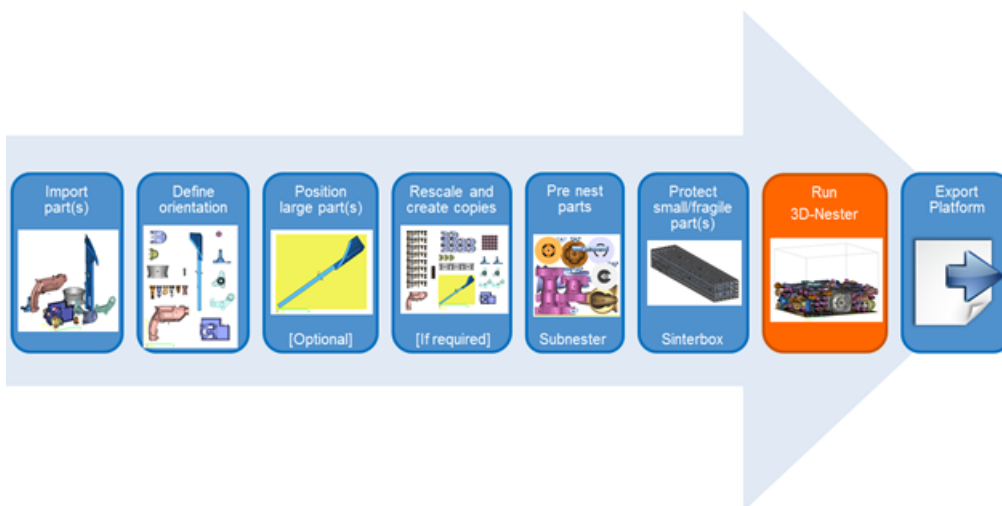 Import
part(s)
Define
orientation
Position
large part(s)
[Optional]
Rescale and
create copies
[If required]
Pre nest
parts
Subnester
Protect
small/fragile
part(s)
Sinterbox
Run
3D-Nester
Export
Platform